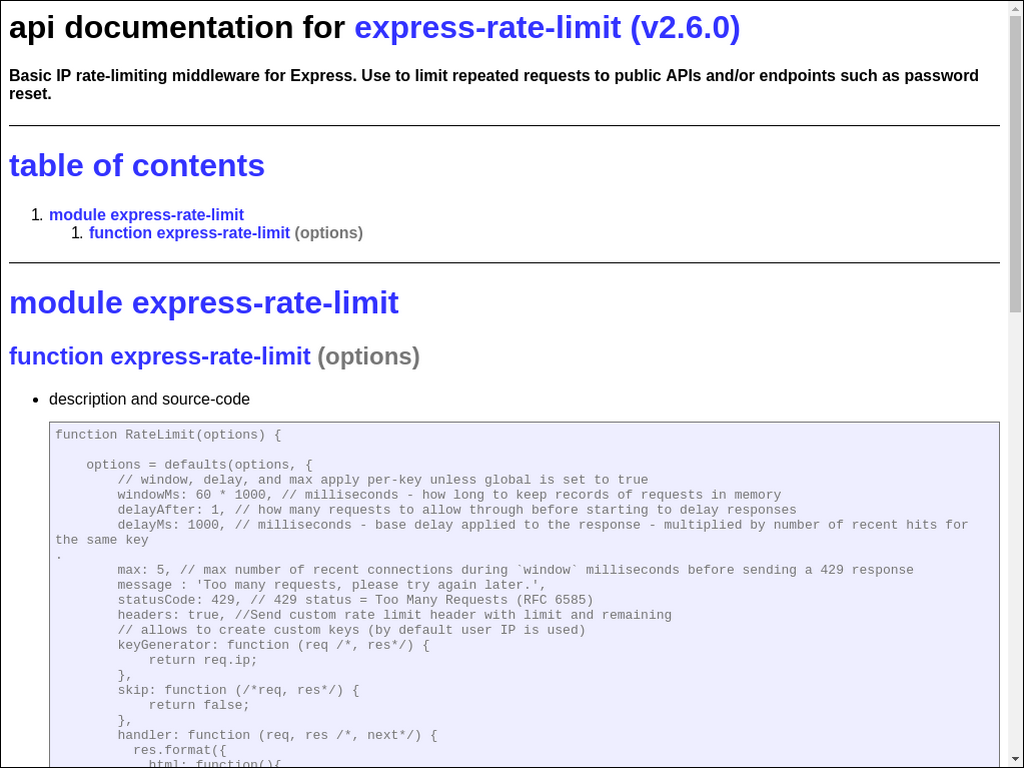 api documentation for express-rate-limit (v2.6.0)
Basic IP rate-limiting middleware for Express. Use to limit repeated requests to public APIs and/or endpoints such as password
reset.
table of contents
1. module express-rate-limit
1. function express-rate-limit (options)
module express-rate-limit
function express-rate-limit (options)
• description and source-code
function RateLimit(options) {
    options = defaults(options, {
        // window, delay, and max apply per-key unless global is set to true
        windowMs: 60 * 1000, // milliseconds - how long to keep records of requests in memory
        delayAfter: 1, // how many requests to allow through before starting to delay responses
        delayMs: 1000, // milliseconds - base delay applied to the response - multiplied by number of recent hits for
the same key
.
        max: 5, // max number of recent connections during `window` milliseconds before sending a 429 response
        message : 'Too many requests, please try again later.',
        statusCode: 429, // 429 status = Too Many Requests (RFC 6585)
        headers: true, //Send custom rate limit header with limit and remaining
        // allows to create custom keys (by default user IP is used)
        keyGenerator: function (req /*, res*/) {
            return req.ip;
        },
        skip: function (/*req, res*/) {
            return false;
        },
        handler: function (req, res /*, next*/) {
          res.format({
            html: function(){